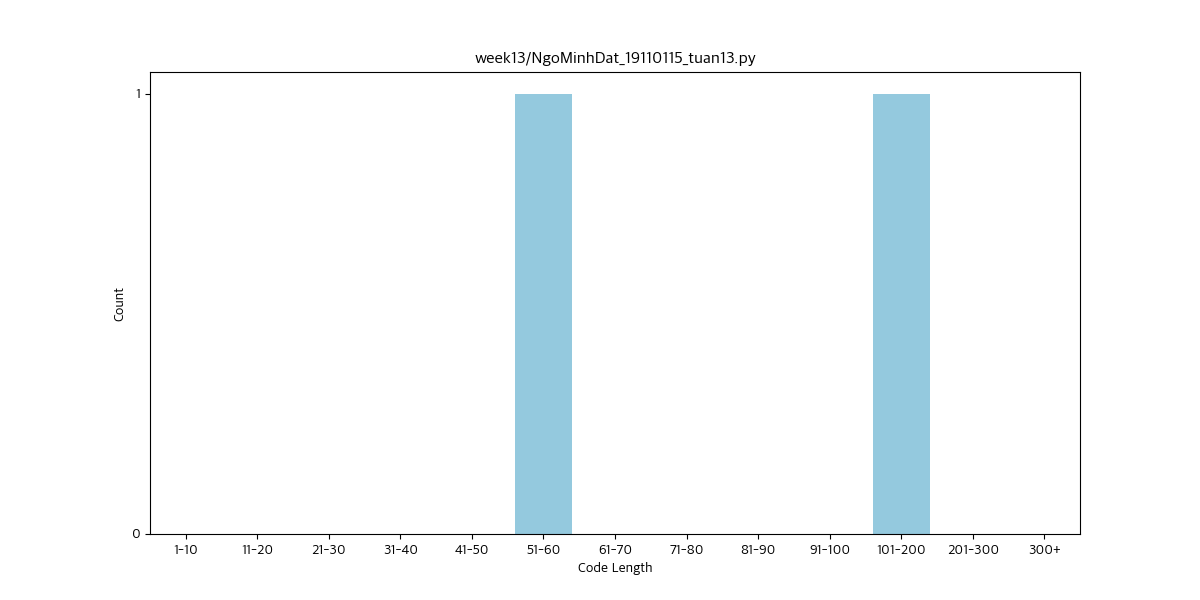 week13/NgoMinhDat_19110115_tuan13.py
Count
1
0
1-10 11-20 21-30 31-40 41-50 51-60 61-70 71-80 81-90 91-100 101-200 201-300 300+
Code Length